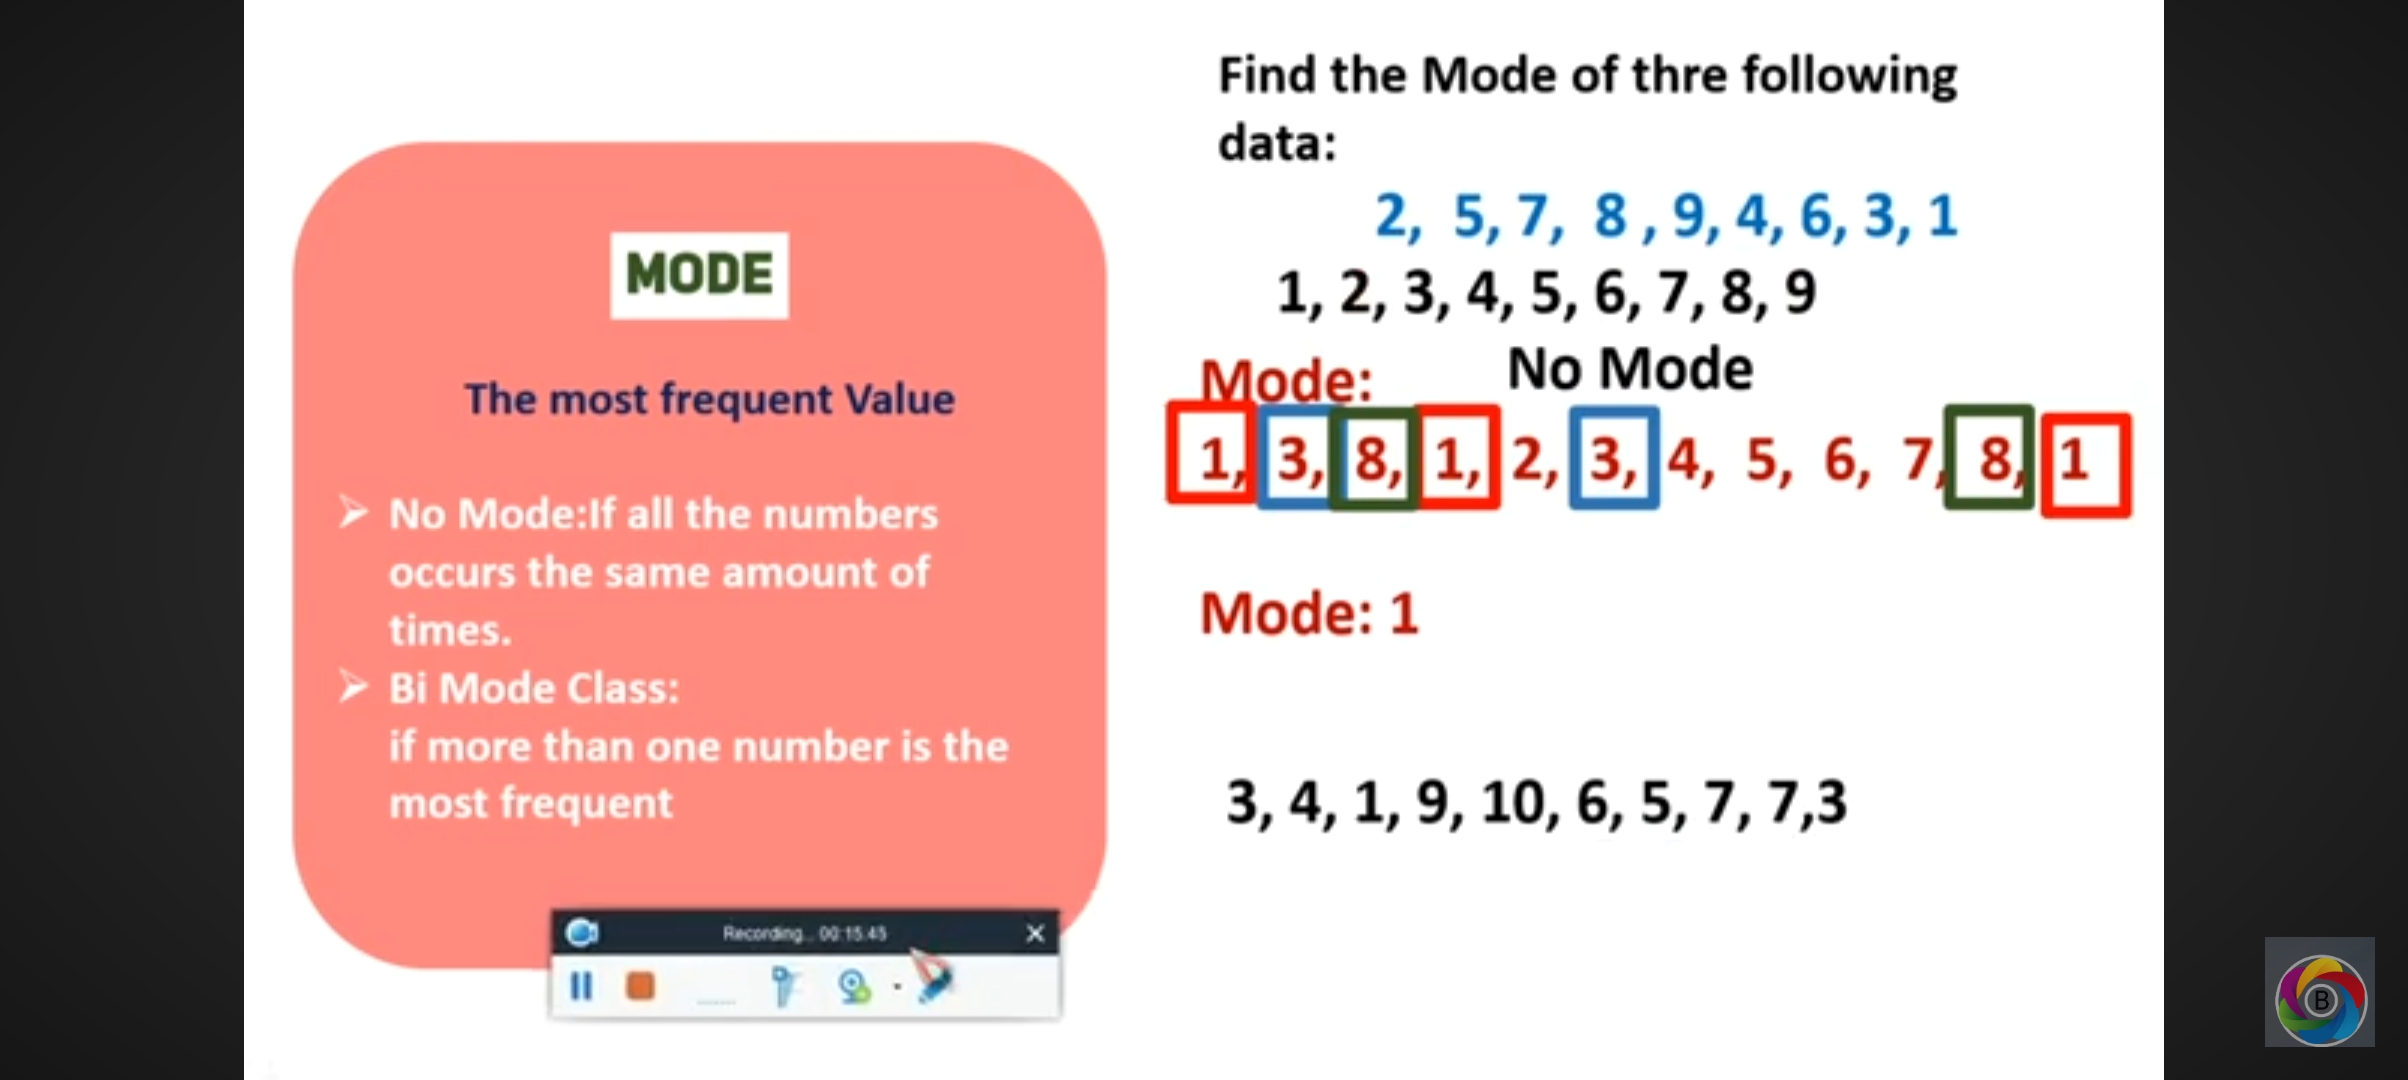 MODE
The most frequent Value
➢ No Mode:If all the numbers
occurs the same amount of
times.
➢ Bi Mode Class:
if more than one number is the
most frequent
Find the Mode of thre following
data:
2, 5, 7, 8 , 9, 4, 6, 3, 1
1, 2, 3, 4, 5, 6, 7, 8, 9
Mode: No Mode
1, 3, 8, 1, 2, 3, 4, 5, 6, 7, 8, 1
Mode: 1
3, 4, 1, 9, 10, 6, 5, 7, 7,3
Recording... 00:15:45
B